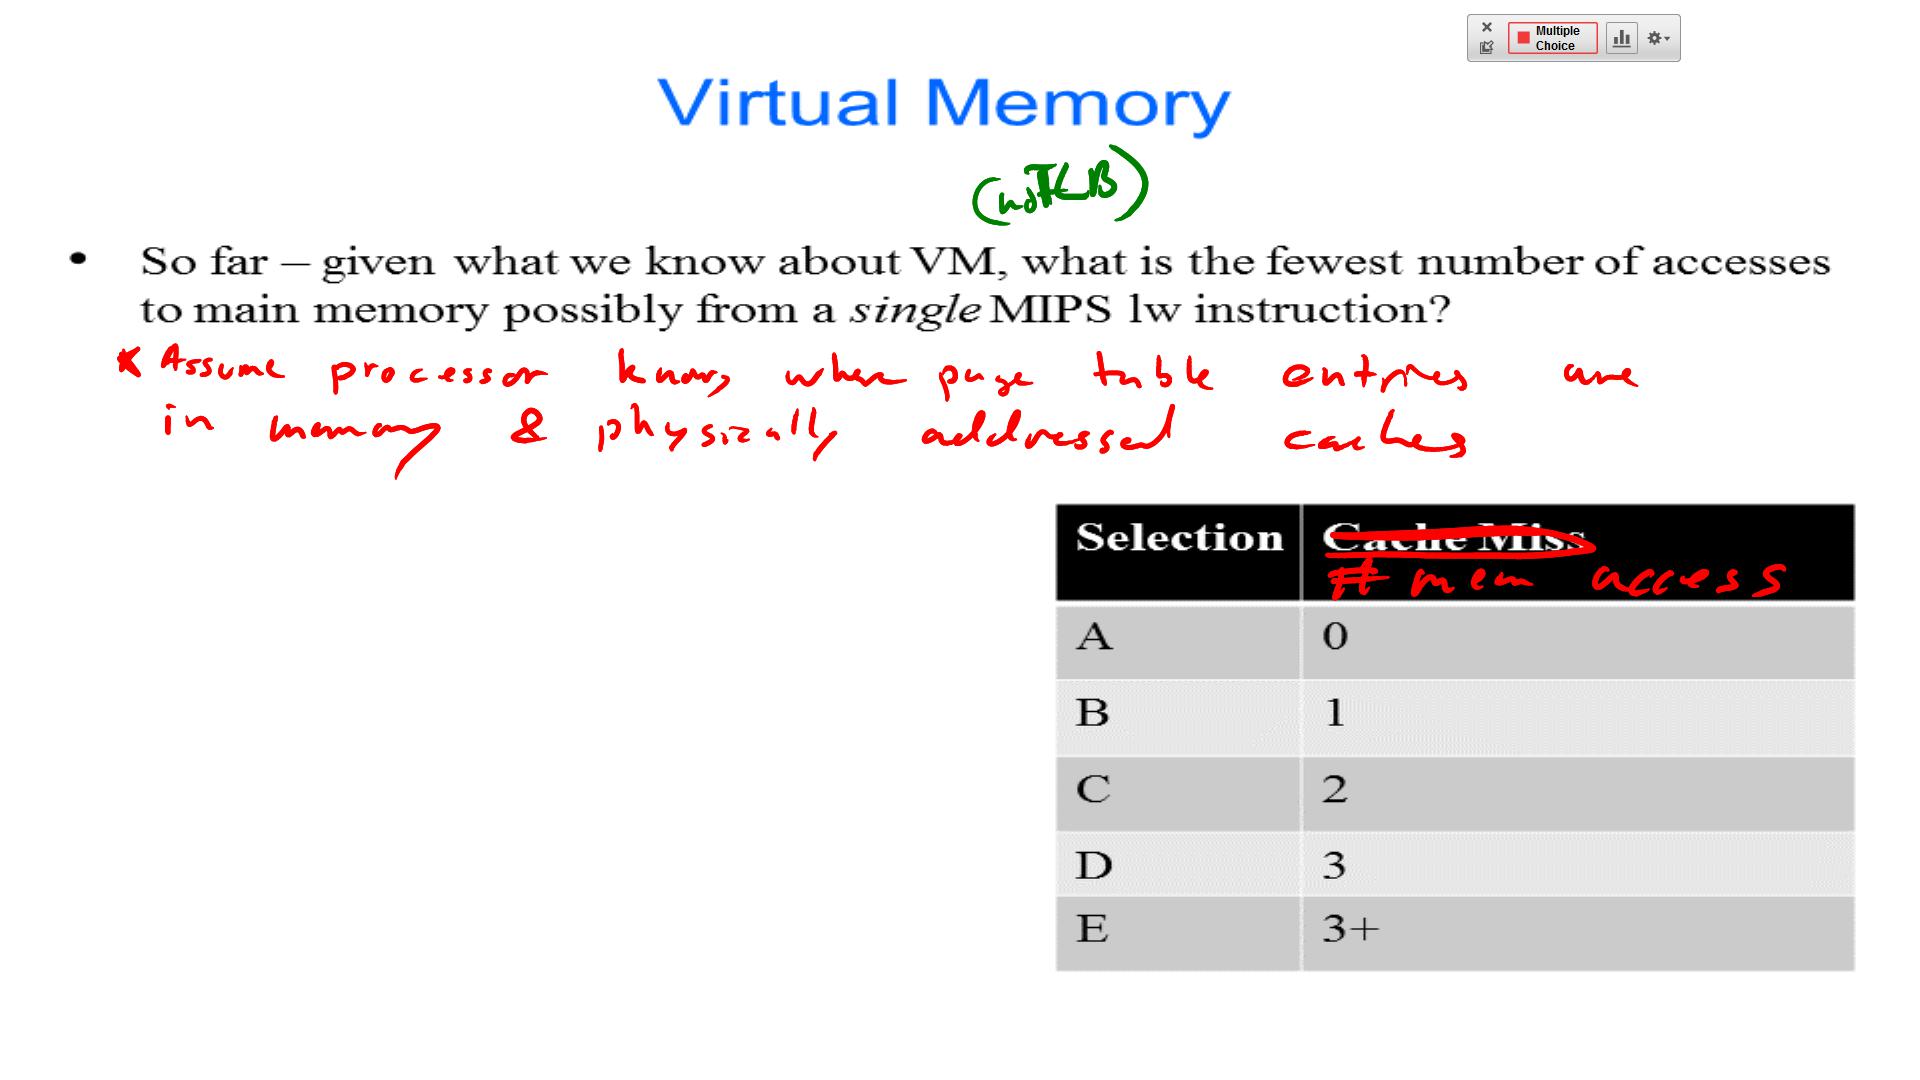 Multiple
Choice
Virtual Memory
(no TLB)
• So far – given what we know about VM, what is the fewest number of accesses
to main memory possibly from a single MIPS lw instruction?
* Assume processor knows where page table entries are
in memory & physically addressed caches
Selection Cache Miss
# mem access
A 0
B 1
C 2
D 3
E 3+